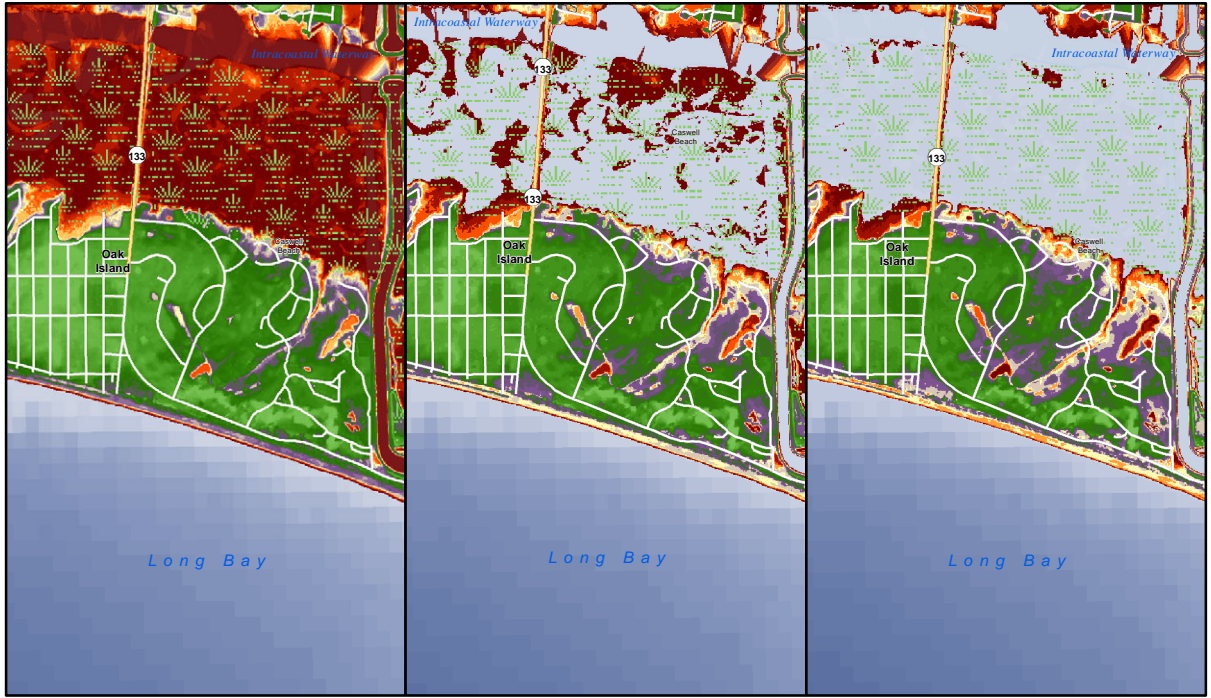 Intracoastal Waterway
133
Caswell
Beach
Oak
Island
Long Bay
Intracoastal Waterway
133
Caswell
Beach
133
Oak
Island
Long Bay
Intracoastal Waterway
133
Caswell
Beach
Oak
Island
Long Bay